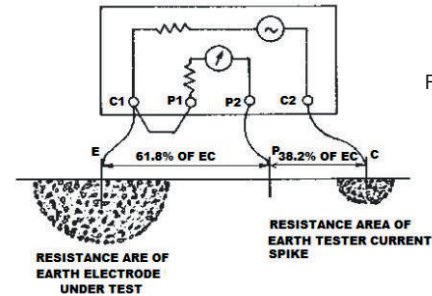 F
C1 P1 P2 C2
E 61.8% OF EC P 38.2% OF EC C
RESISTANCE ARE OF
EARTH ELECTRODE
UNDER TEST
RESISTANCE AREA OF
EARTH TESTER CURRENT
SPIKE